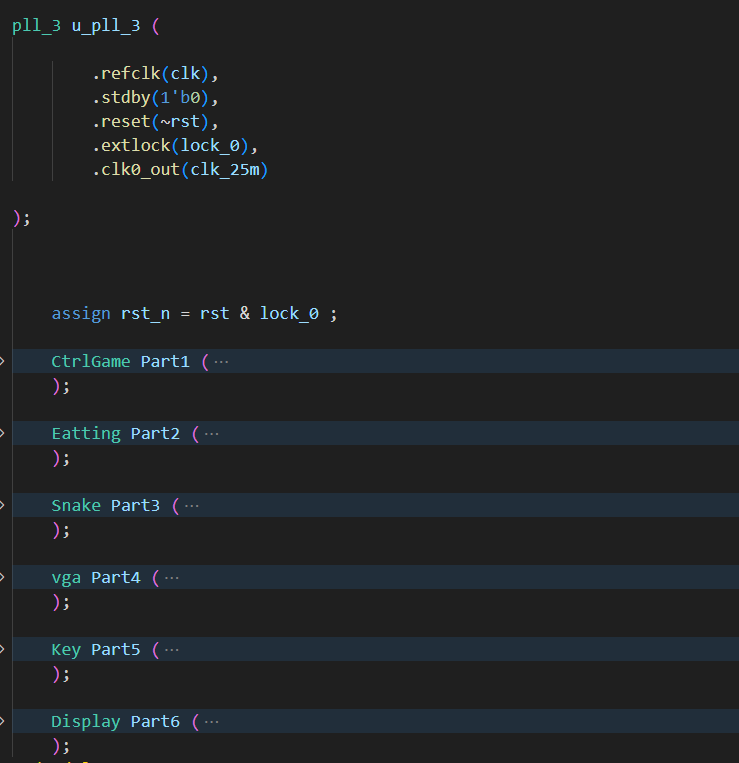 pll_3 u_pll_3 (
.refclk(clk),
.stdby(1'b0),
.reset(~rst),
.extlock(lock_0),
.clk0_out(clk_25m)
);
assign rst_n = rst & lock_0 ;
CtrlGame Part1 ( ···
);
Eatting Part2 ( ···
);
Snake Part3 ( ···
);
vga Part4 ( ···
);
Key Part5 ( ···
);
Display Part6 ( ···
);